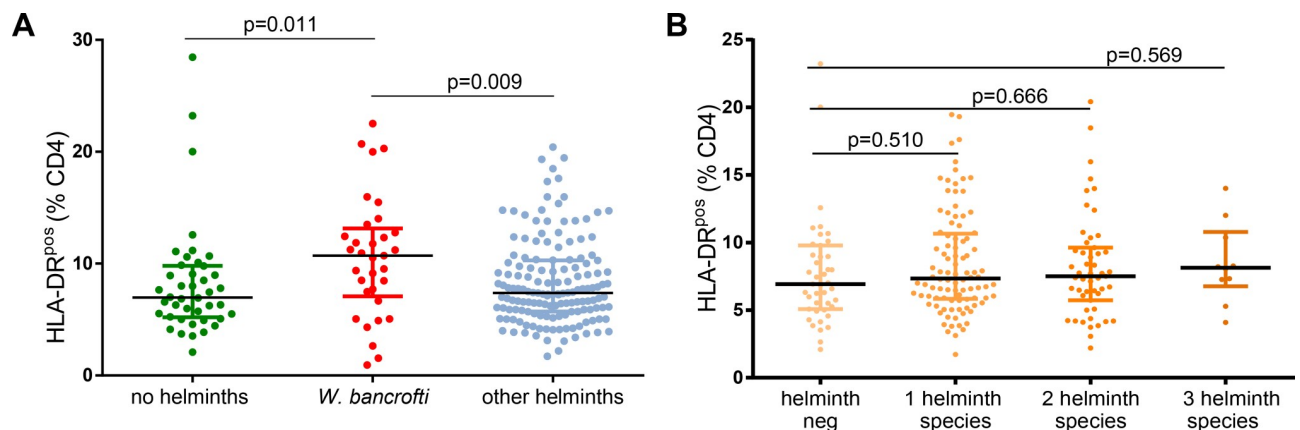 A
HLA-DRpos (% CD4)
30
20
10
0
p=0.011
p=0.009
no helminths
W. bancrofti
other helminths
B
HLA-DRpos (% CD4)
25
20
15
10
5
0
p=0.569
p=0.666
p=0.510
helminth
neg
1 helminth
species
2 helminth
species
3 helminth
species